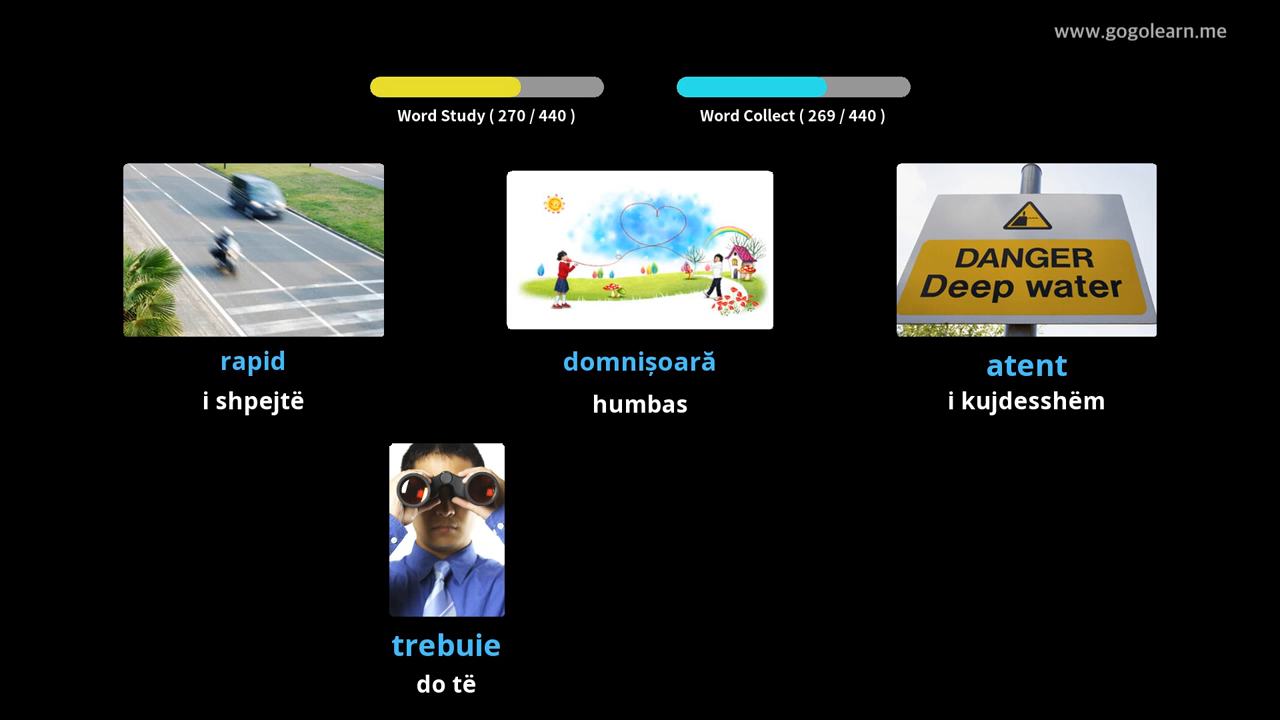 www.gogolearn.me
Word Study ( 270 / 440 )
Word Collect ( 269 / 440 )
DANGER
Deep water
rapid
domnișoară
atent
i shpejtë
humbas
i kujdesshëm
trebuie
do të